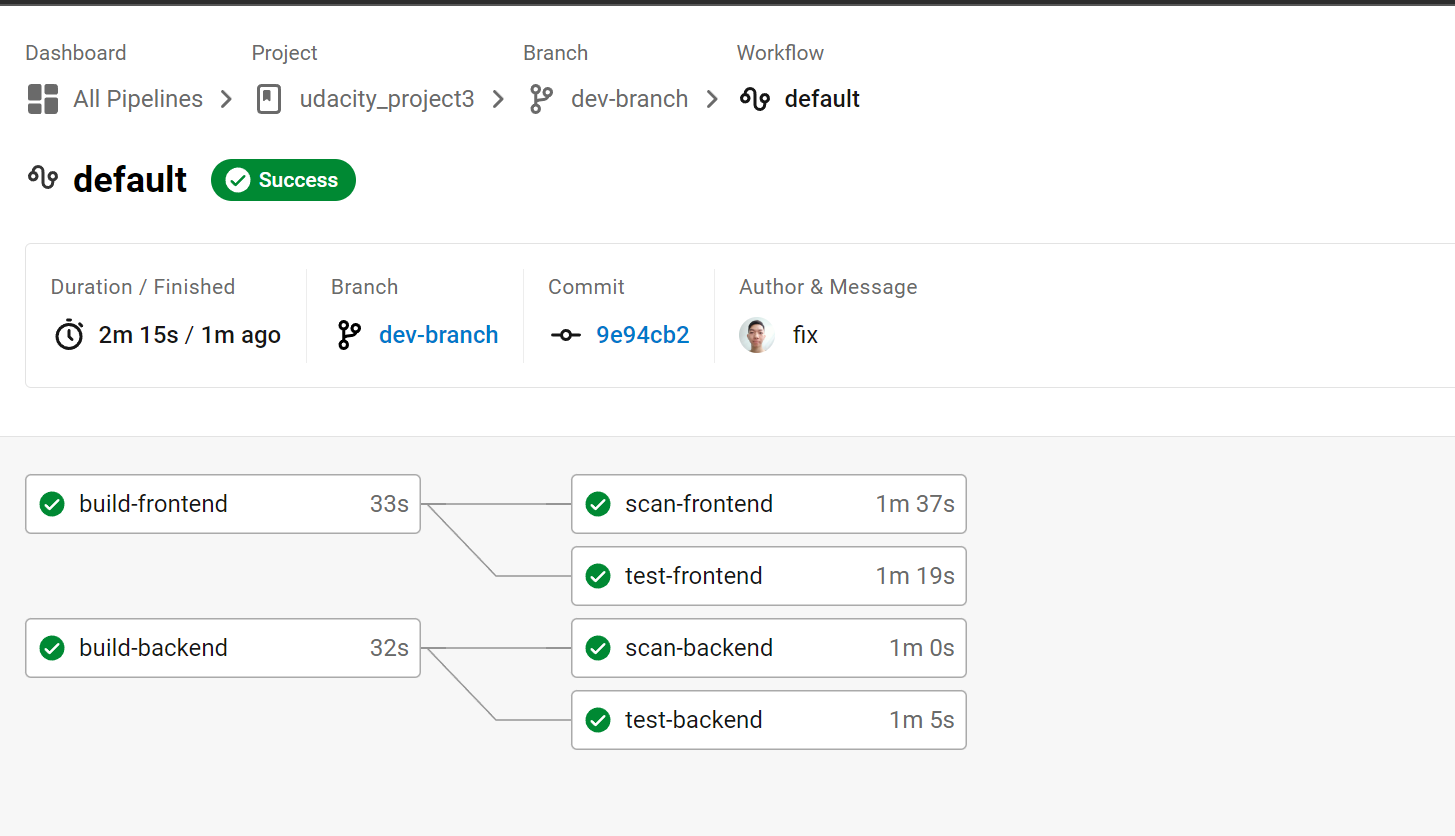 Dashboard Project Branch Workflow
All Pipelines udacity_project3 dev-branch default
default Success
Duration / Finished Branch Commit Author & Message
2m 15s / 1m ago dev-branch 9e94cb2 fix
build-frontend 33s scan-frontend 1m 37s
test-frontend 1m 19s
build-backend 32s scan-backend 1m 0s
test-backend 1m 5s